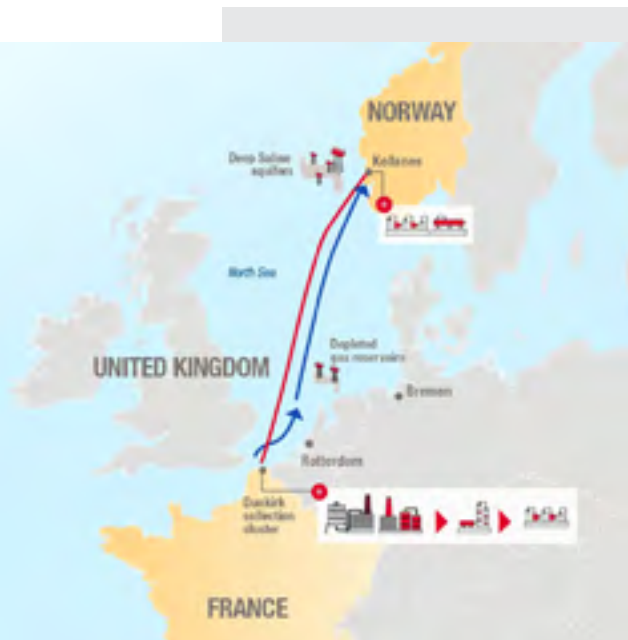 NORWAY
Deep Saline
aquifers
Kollsnes
North Sea
Depleted
gas reservoirs
UNITED KINGDOM
Bremen
Rotterdam
Dunkirk
collection
cluster
FRANCE